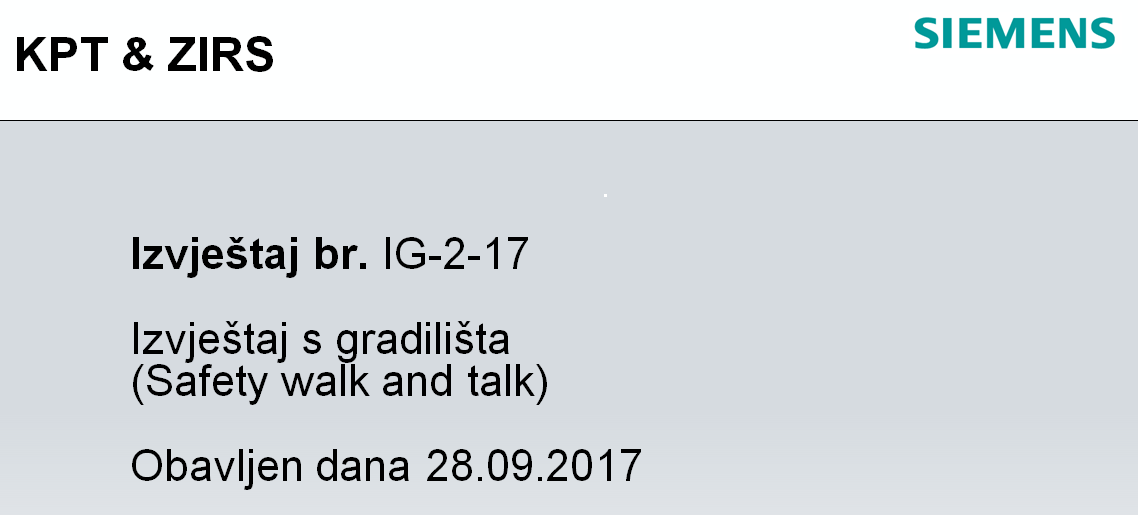 KPT & ZIRS
SIEMENS
Izvještaj br. IG-2-17
Izvještaj s gradilišta
(Safety walk and talk)
Obavljen dana 28.09.2017